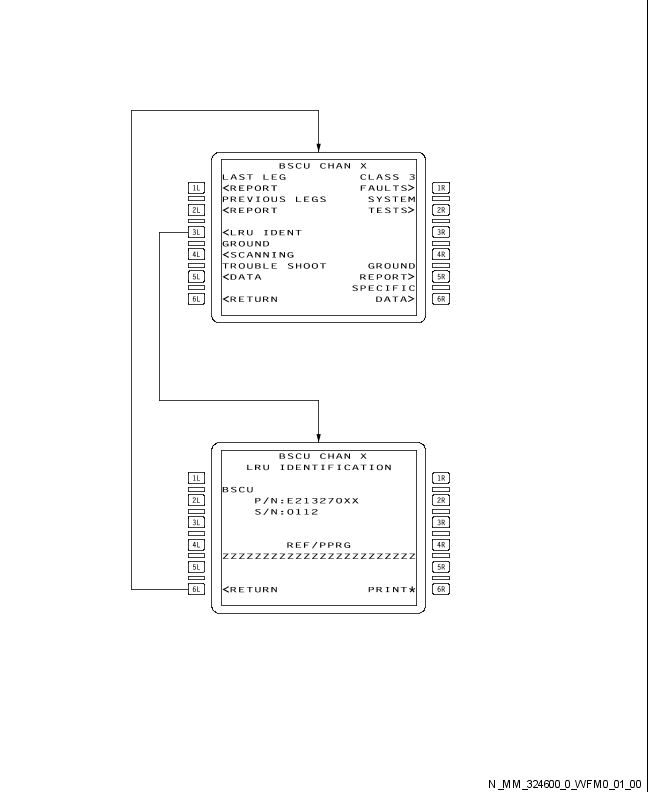 BSCU CHAN X
LAST LEG CLASS 3
1L <REPORT FAULTS> 1R
PREVIOUS LEGS SYSTEM
2L <REPORT TESTS> 2R
3L <LRU IDENT 3R
GROUND
4L <SCANNING 4R
TROUBLE SHOOT GROUND
5L <DATA REPORT> 5R
SPECIFIC
6L <RETURN DATA> 6R
BSCU CHAN X
LRU IDENTIFICATION
1L 1R
BSCU
2L P/N:E213270XX 2R
S/N:0112
3L 3R
4L REF/PPRG 4R
ZZZZZZZZZZZZZZZZZZZZZZZZ
5L 5R
6L <RETURN PRINT* 6R
N_MM_324600_0_VVFM0_01_00